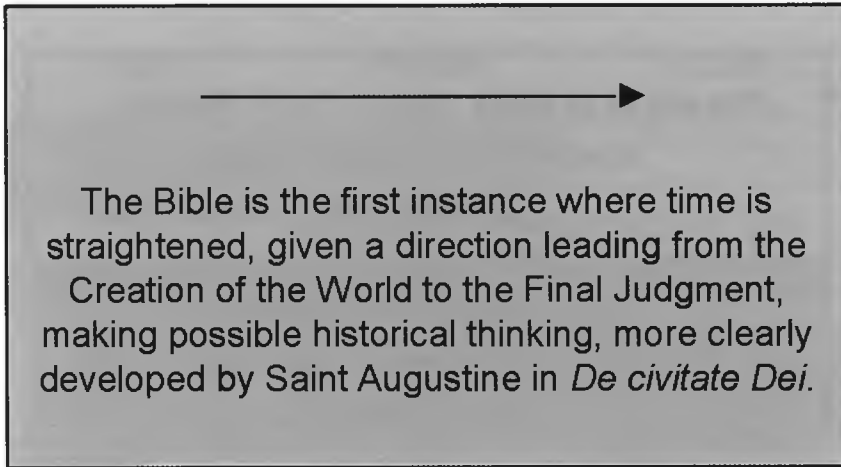 The Bible is the first instance where time is
straightened, given a direction leading from the
Creation of the World to the Final Judgment,
making possible historical thinking, more clearly
developed by Saint Augustine in De civitate Dei.